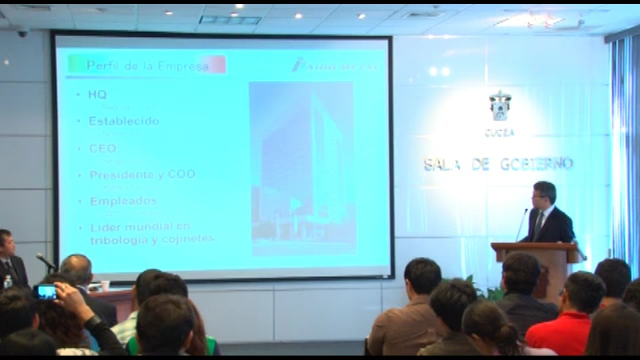 Perfil de la Empresa
• HQ
• Establecido
• CEO
• Presidente y COO
• Empleados
• Líder mundial en
tribología y cojinetes
CUCEA
SALA DE GOBIERNO